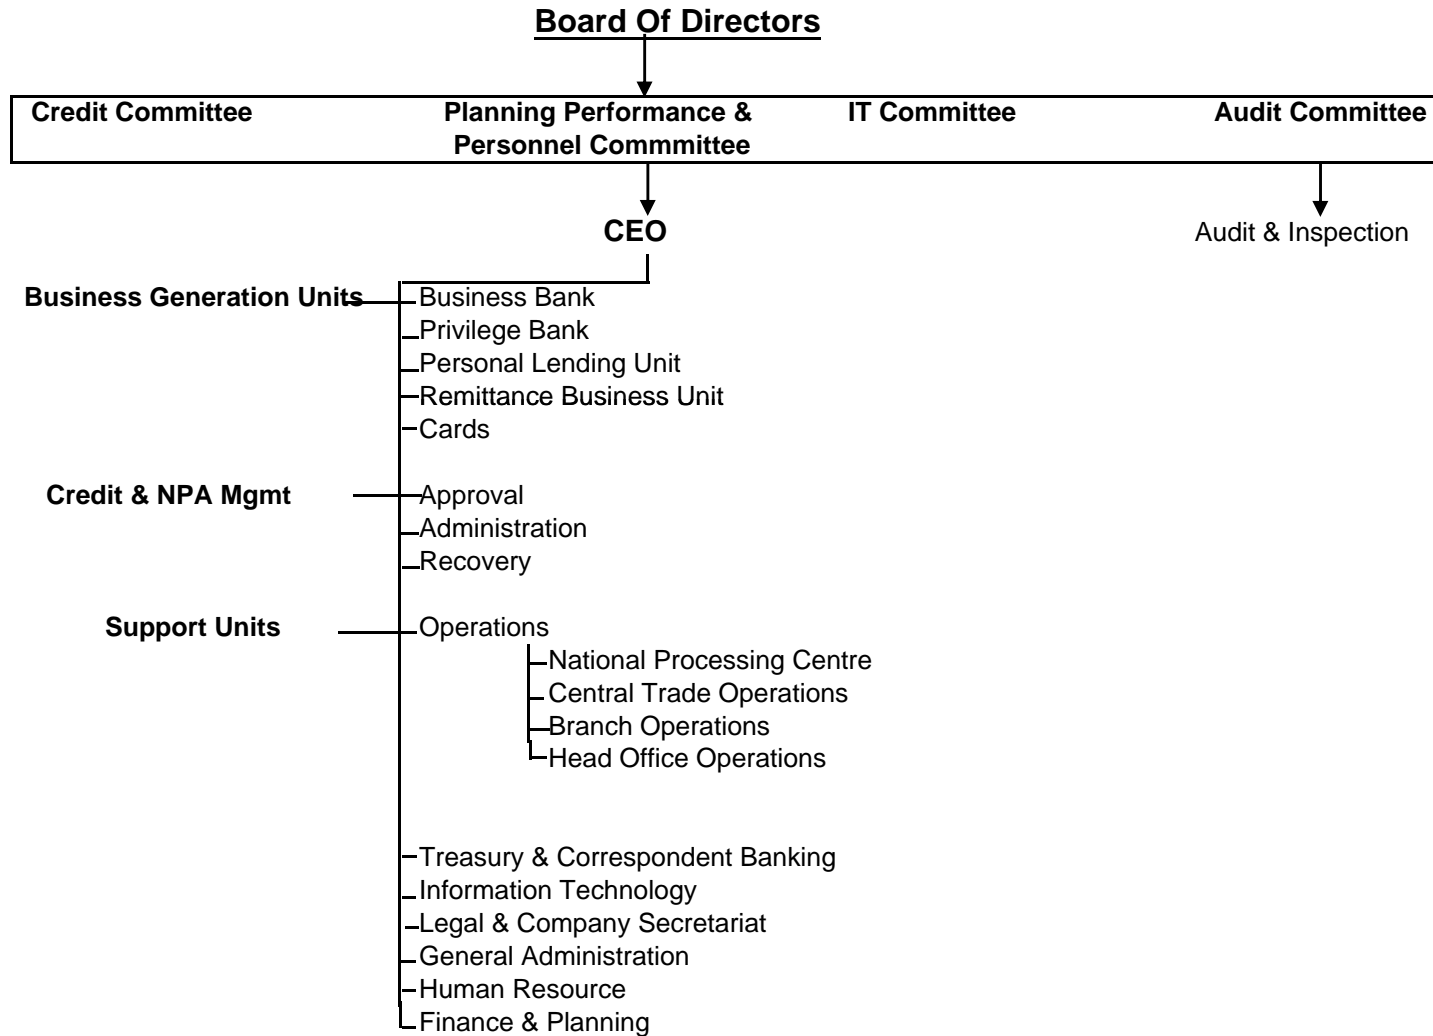 Board Of Directors
Credit Committee
Planning Performance &
Personnel Commmittee
IT Committee
Audit Committee
CEO
Audit & Inspection
Business Generation Units
Business Bank
Privilege Bank
Personal Lending Unit
Remittance Business Unit
Cards
Credit & NPA Mgmt
Approval
Administration
Recovery
Support Units
Operations
National Processing Centre
Central Trade Operations
Branch Operations
Head Office Operations
Treasury & Correspondent Banking
Information Technology
Legal & Company Secretariat
General Administration
Human Resource
Finance & Planning